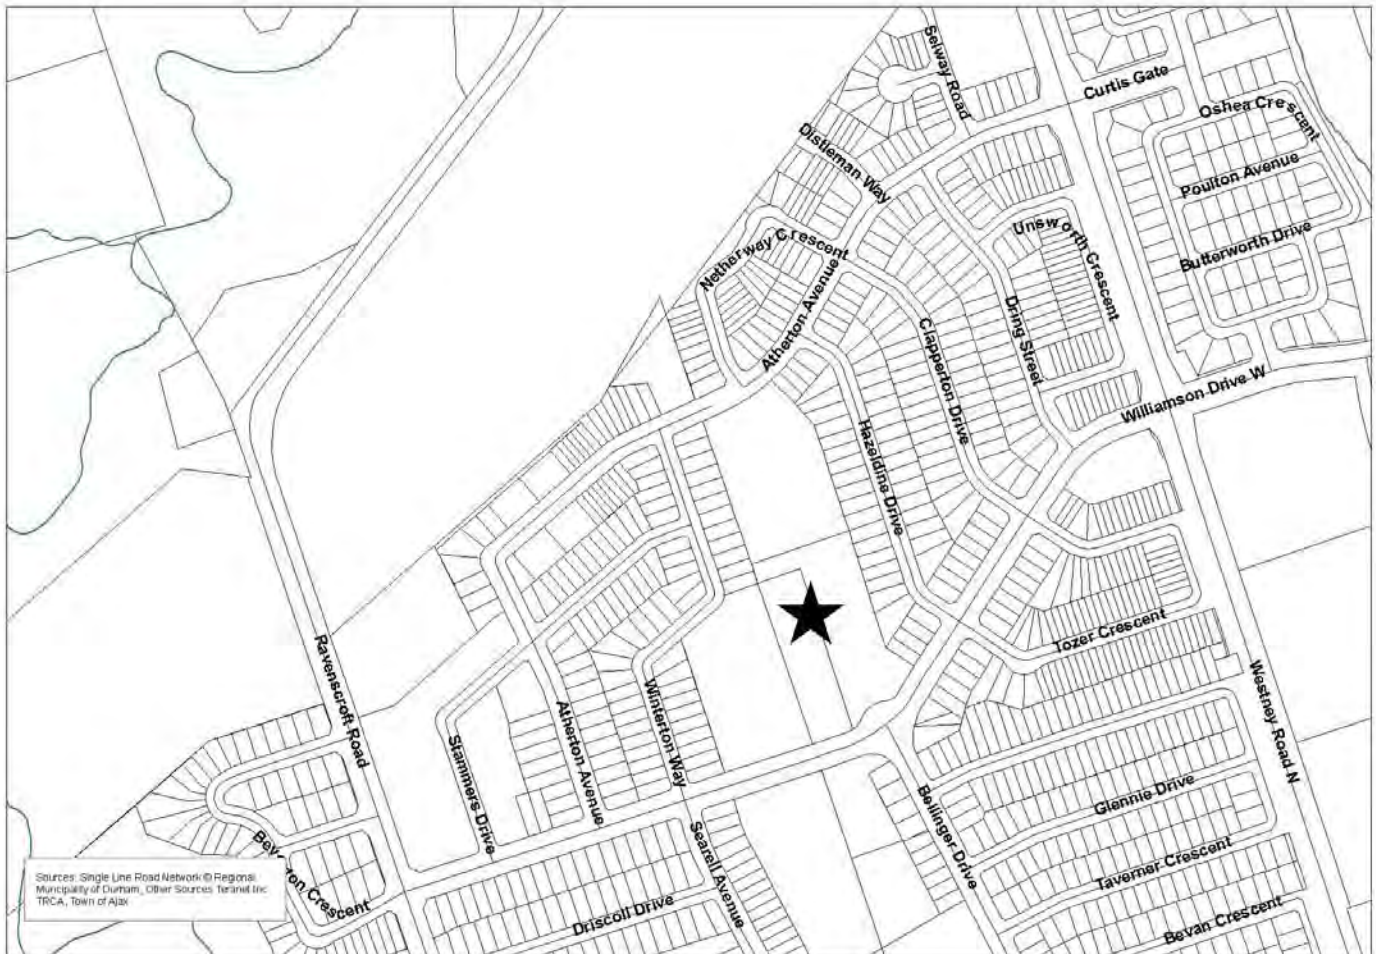 Selway Road
Curtis Gate
Oshea Crescent
Distleman Way
Poulton Avenue
Unsworth Crescent
Butterworth Drive
Netherway Crescent
Atherton Avenue
Dring Street
Clapperton Drive
Williamson Drive W
Hazeldine Drive
Tozer Crescent
Ravenscroft Road
Winterton Way
Westney Road N
Atherton Avenue
Stammers Drive
Glennie Drive
Bellinger Drive
Searell Avenue
Taverner Crescent
Driscoll Drive
Bevan Crescent
Crescent
Sources: Single Line Road Network © Regional
Municipality of Durham, Other Sources Teranet Inc
TRCA, Town of Ajax